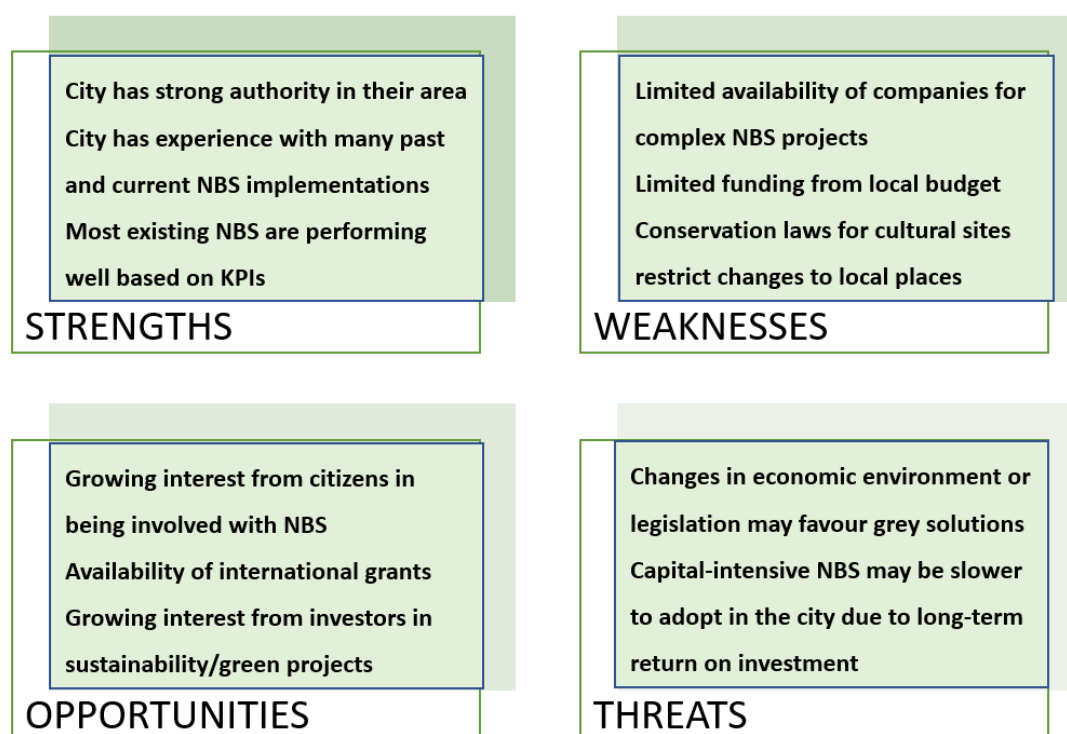 City has strong authority in their area
City has experience with many past
and current NBS implementations
Most existing NBS are performing
well based on KPIs
STRENGTHS
Limited availability of companies for
complex NBS projects
Limited funding from local budget
Conservation laws for cultural sites
restrict changes to local places
WEAKNESSES
Growing interest from citizens in
being involved with NBS
Availability of international grants
Growing interest from investors in
sustainability/green projects
OPPORTUNITIES
Changes in economic environment or
legislation may favour grey solutions
Capital-intensive NBS may be slower
to adopt in the city due to long-term
return on investment
THREATS